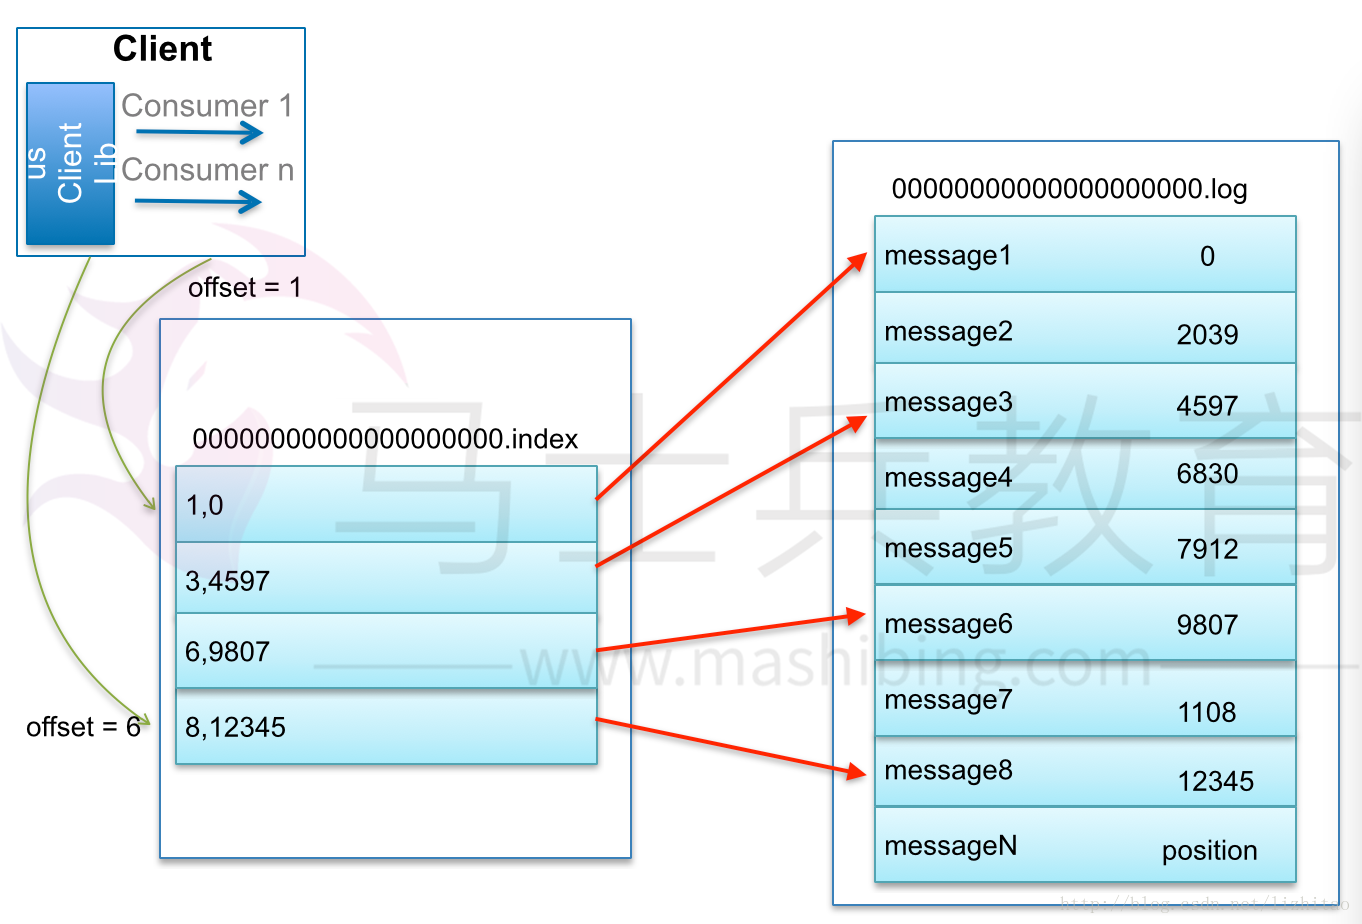 Client
us
Client
Lib
Consumer 1
Consumer n
offset = 1
00000000000000000000.index
1,0
3,4597
6,9807
8,12345
offset = 6
00000000000000000000.log
message1 0
message2 2039
message3 4597
message4 6830
message5 7912
message6 9807
message7 1108
message8 12345
messageN position
马士兵教育
www.mashibing.com
http://blog.csdn.net/lizhitao